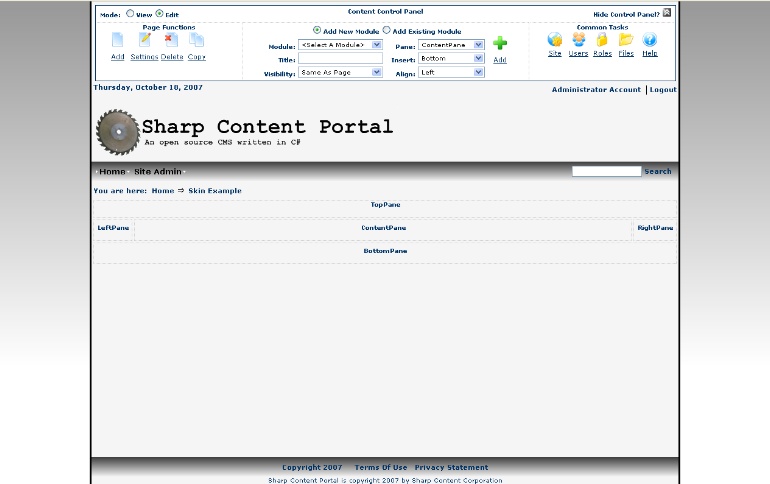 Mode: View Edit Content Control Panel Hide Control Panel?
Page Functions Add New Module Add Existing Module Common Tasks
Module: <Select A Module> Pane: ContentPane
Title: Insert: Bottom
Add Settings Delete Copy Add Site Users Roles Files Help
Visibility: Same As Page Align: Left
Thursday, October 18, 2007 Administrator Account | Logout
Sharp Content Portal
An open source CMS written in C#
Home Site Admin Search
You are here: Home ⇒ Skin Example
TopPane
LeftPane ContentPane RightPane
BottomPane
Copyright 2007 Terms Of Use Privacy Statement
Sharp Content Portal is copyright 2007 by Sharp Content Corporation